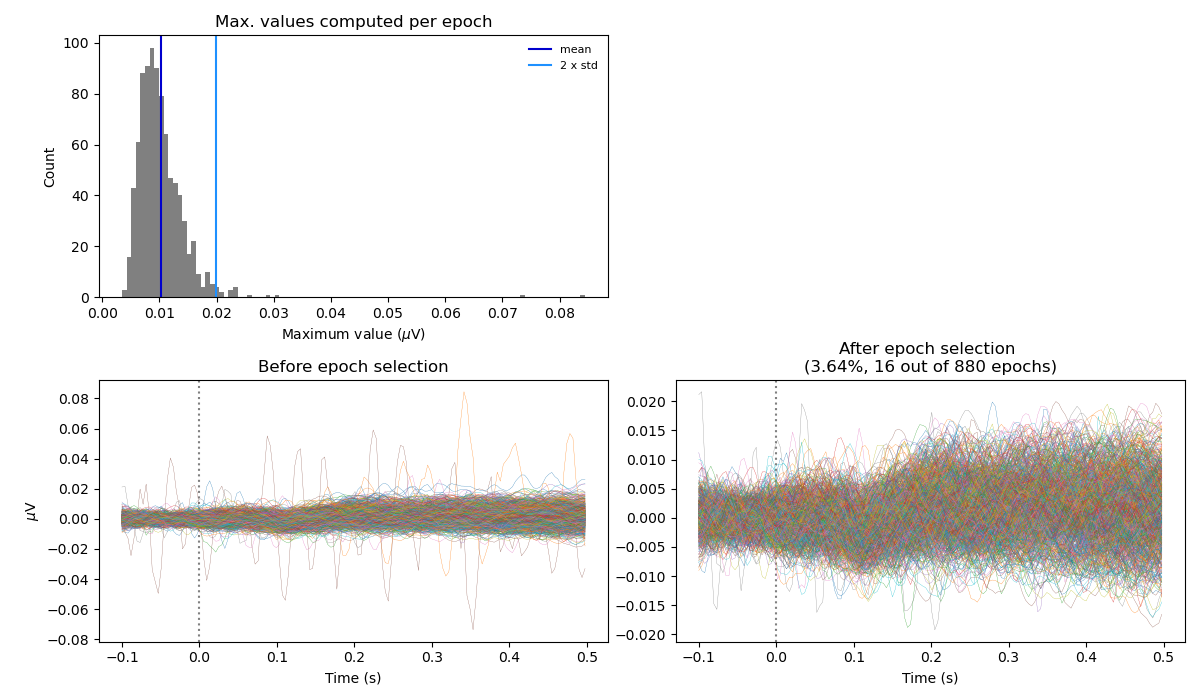 Max. values computed per epoch
100
80
60
40
20
0
Count
mean
2 x std
0.00 0.01 0.02 0.03 0.04 0.05 0.06 0.07 0.08
Maximum value (μV)
Before epoch selection
0.08
0.06
0.04
0.02
0.00
−0.02
−0.04
−0.06
−0.08
μV
−0.1 0.0 0.1 0.2 0.3 0.4 0.5
Time (s)
After epoch selection
(3.64%, 16 out of 880 epochs)
0.020
0.015
0.010
0.005
0.000
−0.005
−0.010
−0.015
−0.020
−0.1 0.0 0.1 0.2 0.3 0.4 0.5
Time (s)